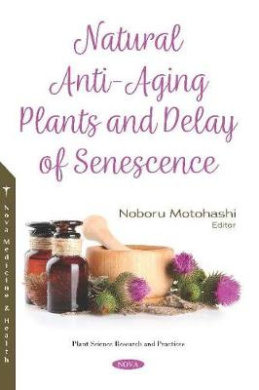 Natural
Anti-Aging
Plants and Delay
of Senescence
Noboru Motohashi
Editor
Nova Medicine & Health
Plant Science Research and Practices
NOVA